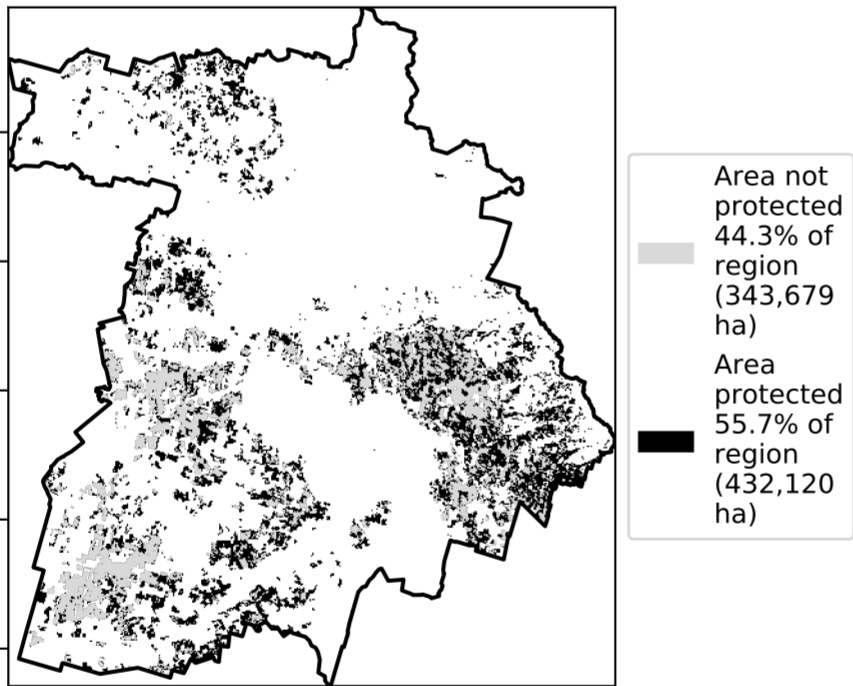 Area not
protected
44.3% of
region
(343,679
ha)
Area
protected
55.7% of
region
(432,120
ha)